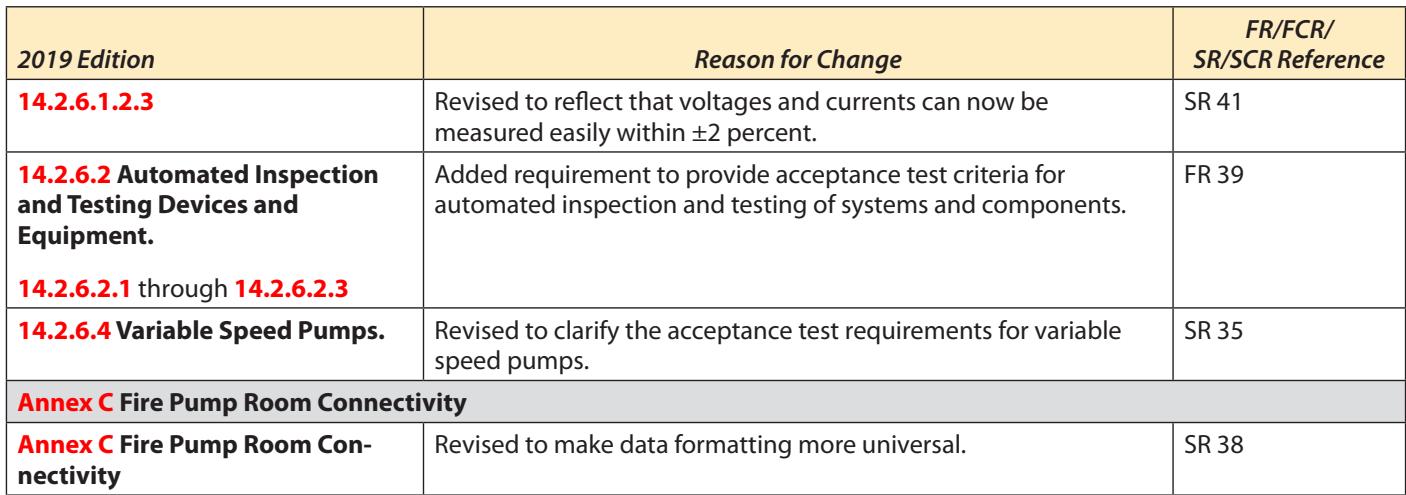 2019 Edition
Reason for Change
FR/FCR/
SR/SCR Reference
14.2.6.1.2.3
Revised to reflect that voltages and currents can now be
measured easily within ±2 percent.
SR 41
14.2.6.2 Automated Inspection
and Testing Devices and
Equipment.
14.2.6.2.1 through 14.2.6.2.3
Added requirement to provide acceptance test criteria for
automated inspection and testing of systems and components.
FR 39
14.2.6.4 Variable Speed Pumps.
Revised to clarify the acceptance test requirements for variable
speed pumps.
SR 35
Annex C Fire Pump Room Connectivity
Annex C Fire Pump Room Con-
nectivity
Revised to make data formatting more universal.
SR 38